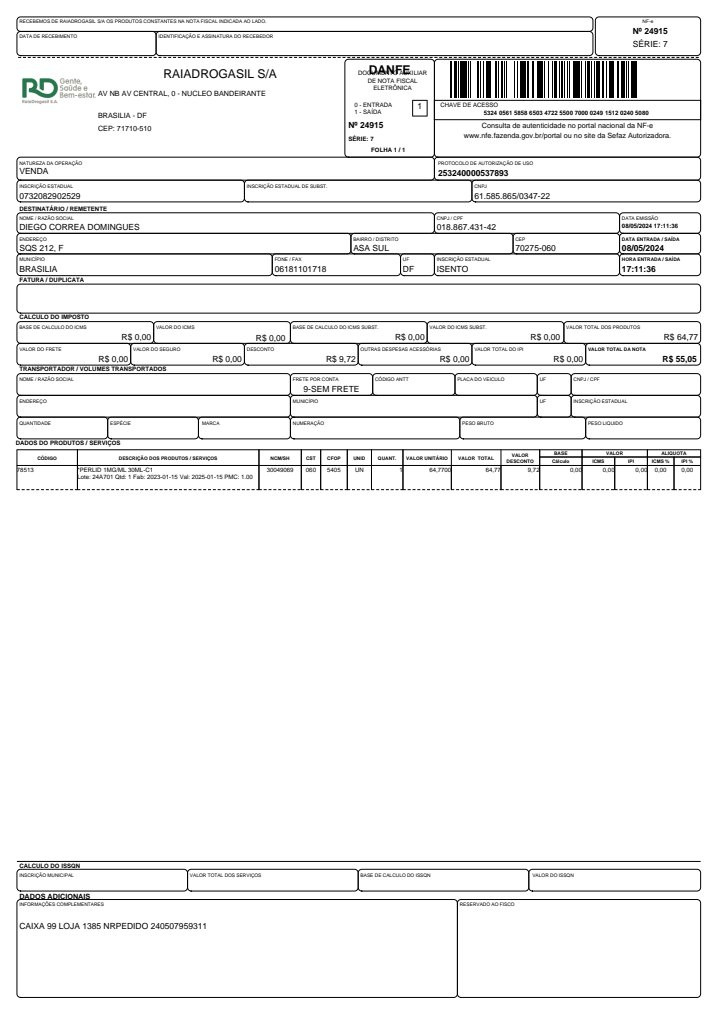 RECEBEMOS DE RAIADROGASIL S/A OS PRODUTOS CONSTANTES NA NOTA FISCAL INDICADA AO LADO.
DATA DE RECEBIMENTO
IDENTIFICAÇÃO E ASSINATURA DO RECEBEDOR
NF-e
Nº 24915
SÉRIE: 7
RD
Gente,
Saúde e
Bem-estar.
RaiaDrogasil S.A.
RAIADROGASIL S/A
AV NB AV CENTRAL, 0 - NUCLEO BANDEIRANTE
BRASILIA - DF
CEP: 71710-510
DANFE
DOCUMENTO AUXILIAR
DE NOTA FISCAL
ELETRÔNICA
0 - ENTRADA
1 - SAÍDA
1
Nº 24915
SÉRIE: 7
FOLHA 1 / 1
CHAVE DE ACESSO
5324 0561 5858 6503 4722 5500 7000 0249 1512 0240 5080
Consulta de autenticidade no portal nacional da NF-e
www.nfe.fazenda.gov.br/portal ou no site da Sefaz Autorizadora.
NATUREZA DA OPERAÇÃO
VENDA
PROTOCOLO DE AUTORIZAÇÃO DE USO
253240000537893
INSCRIÇÃO ESTADUAL
0732082902529
INSCRIÇÃO ESTADUAL DE SUBST.
CNPJ
61.585.865/0347-22
DESTINATÁRIO / REMETENTE
NOME / RAZÃO SOCIAL
DIEGO CORREA DOMINGUES
CNPJ / CPF
018.867.431-42
DATA EMISSÃO
08/05/2024 17:11:36
ENDEREÇO
SQS 212, F
BAIRRO / DISTRITO
ASA SUL
CEP
70275-060
DATA ENTRADA / SAÍDA
08/05/2024
MUNICÍPIO
BRASILIA
FONE / FAX
06181101718
UF
DF
INSCRIÇÃO ESTADUAL
ISENTO
HORA ENTRADA / SAÍDA
17:11:36
FATURA / DUPLICATA
CALCULO DO IMPOSTO
BASE DE CALCULO DO ICMS
R$ 0,00
VALOR DO ICMS
R$ 0,00
BASE DE CALCULO DO ICMS SUBST.
R$ 0,00
VALOR DO ICMS SUBST.
R$ 0,00
VALOR TOTAL DOS PRODUTOS
R$ 64,77
VALOR DO FRETE
R$ 0,00
VALOR DO SEGURO
R$ 0,00
DESCONTO
R$ 9,72
OUTRAS DESPESAS ACESSÓRIAS
R$ 0,00
VALOR TOTAL DO IPI
R$ 0,00
VALOR TOTAL DA NOTA
R$ 55,05
TRANSPORTADOR / VOLUMES TRANSPORTADOS
NOME / RAZÃO SOCIAL
FRETE POR CONTA
9-SEM FRETE
CÓDIGO ANTT
PLACA DO VEICULO
UF
CNPJ / CPF
ENDEREÇO
MUNICÍPIO
UF
INSCRIÇÃO ESTADUAL
QUANTIDADE
ESPÉCIE
MARCA
NUMERAÇÃO
PESO BRUTO
PESO LIQUIDO
DADOS DO PRODUTOS / SERVIÇOS
CÓDIGO DESCRIÇÃO DOS PRODUTOS / SERVIÇOS NCM/SH CST CFOP UNID QUANT. VALOR UNITÁRIO VALOR TOTAL VALOR DESCONTO BASE Cálculo VALOR ICMS IPI ALIQUOTA ICMS % IPI %
78513 *PERLID 1MG/ML 30ML-C1 30049069 060 5405 UN 1 64,7700 64,77 9,72 0,00 0,00 0,00 0,00 0,00
Lote: 24A701 Qtd: 1 Fab: 2023-01-15 Val: 2025-01-15 PMC: 1.00
CALCULO DO ISSQN
INSCRIÇÃO MUNICIPAL
VALOR TOTAL DOS SERVIÇOS
BASE DE CALCULO DO ISSQN
VALOR DO ISSQN
DADOS ADICIONAIS
INFORMAÇÕES COMPLEMENTARES
RESERVADO AO FISCO
CAIXA 99 LOJA 1385 NRPEDIDO 240507959311